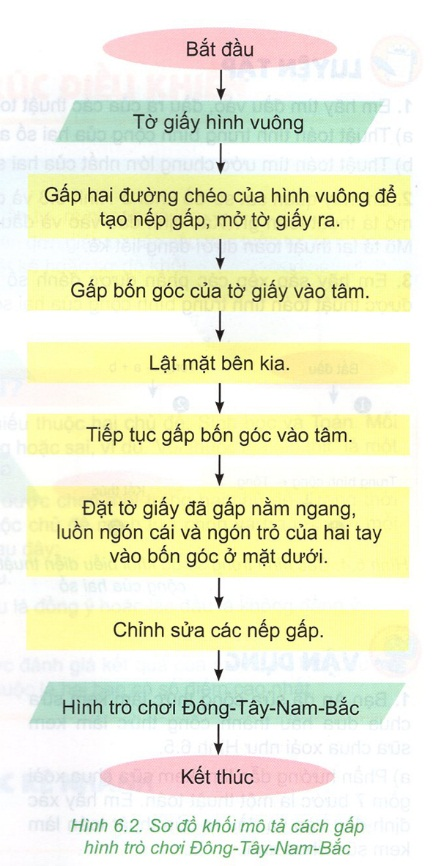 Bắt đầu
Tờ giấy hình vuông
Gấp hai đường chéo của hình vuông để
tạo nếp gấp, mở tờ giấy ra.
Gấp bốn góc của tờ giấy vào tâm.
Lật mặt bên kia.
Tiếp tục gấp bốn góc vào tâm.
Đặt tờ giấy đã gấp nằm ngang,
luồn ngón cái và ngón trỏ của hai tay
vào bốn góc ở mặt dưới.
Chỉnh sửa các nếp gấp.
Hình trò chơi Đông-Tây-Nam-Bắc
Kết thúc
Hình 6.2. Sơ đồ khối mô tả cách gấp
hình trò chơi Đông-Tây-Nam-Bắc